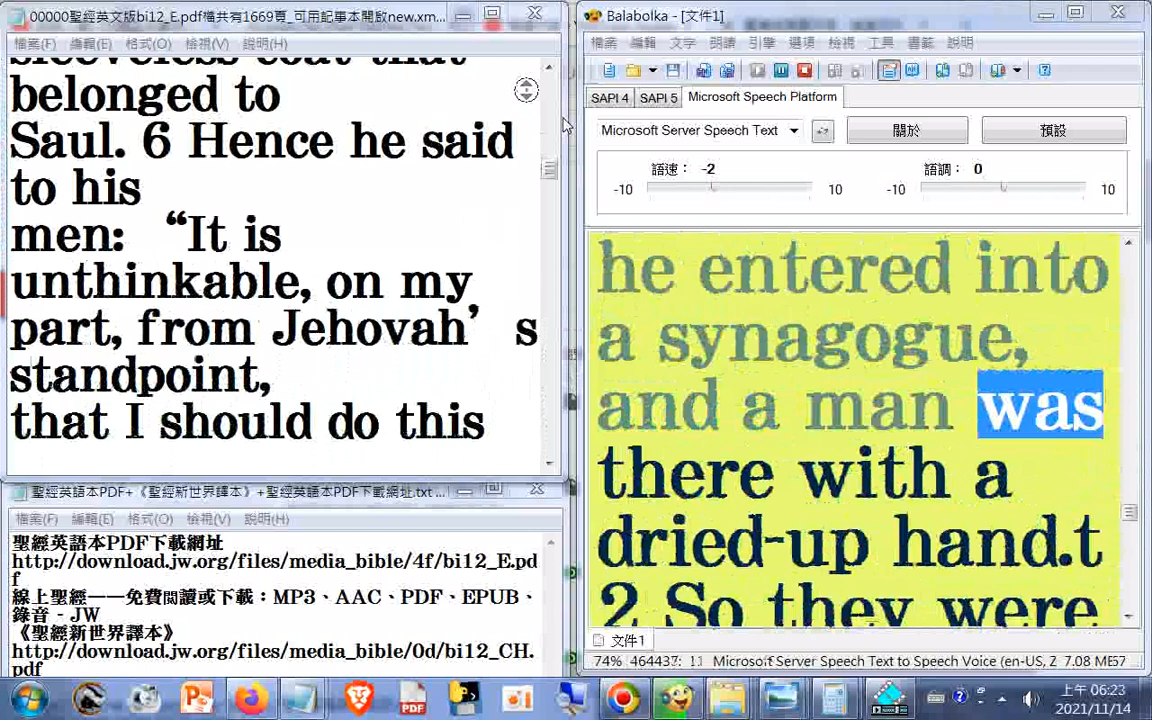 00000聖經英文版bi12_E.pdf檔共有1669頁_可用記事本開啟new.xm...
檔案(F) 編輯(E) 格式(O) 檢視(V) 說明(H)
sleeveless coat that
belonged to
Saul. 6 Hence he said
to his
men: “It is
unthinkable, on my
part, from Jehovah’s
standpoint,
that I should do this
聖經英語本PDF+《聖經新世界譯本》+聖經英語本PDF下載網址.txt ...
檔案(F) 編輯(E) 格式(O) 檢視(V) 說明(H)
聖經英語本PDF下載網址
http://download.jw.org/files/media_bible/4f/bi12_E.pd
f
線上聖經——免費閱讀或下載：MP3、AAC、PDF、EPUB、
錄音 - JW
《聖經新世界譯本》
http://download.jw.org/files/media_bible/0d/bi12_CH.
pdf
Balabolka - [文件1]
檔案 編輯 文字 朗讀 引擎 選項 檢視 工具 書籤 說明
SAPI 4 SAPI 5 Microsoft Speech Platform
Microsoft Server Speech Text 關於 預設
語速： -2 語調： 0
-10 10 -10 10
he entered into
a synagogue,
and a man was
there with a
dried-up hand.t
2 So they were
文件1
74% 464437: 11 Microsoft Server Speech Text to Speech Voice (en-US, Z 7.08 ME57
上午 06:23
2021/11/14